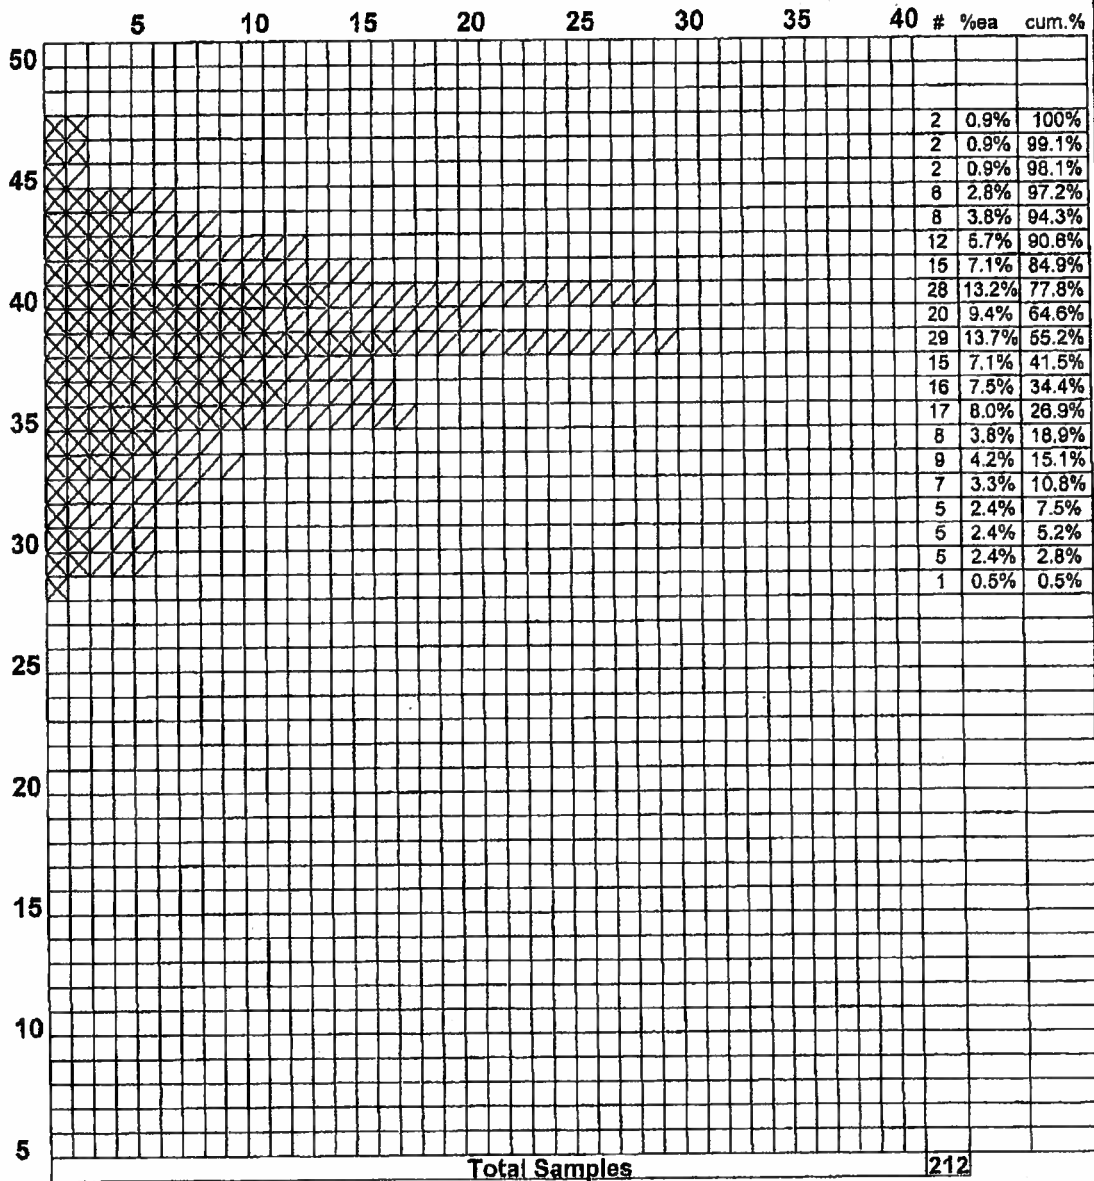 5 10 15 20 25 30 35 40 # %ea cum.%
50
2 0.9% 100%
2 0.9% 99.1%
2 0.9% 98.1%
45
6 2.8% 97.2%
8 3.8% 94.3%
12 5.7% 90.6%
15 7.1% 84.9%
40 28 13.2% 77.8%
20 9.4% 64.6%
29 13.7% 55.2%
15 7.1% 41.5%
16 7.5% 34.4%
35 17 8.0% 26.9%
8 3.8% 18.9%
9 4.2% 15.1%
7 3.3% 10.8%
5 2.4% 7.5%
30 5 2.4% 5.2%
5 2.4% 2.8%
1 0.5% 0.5%
25
20
15
10
5
Total Samples 212